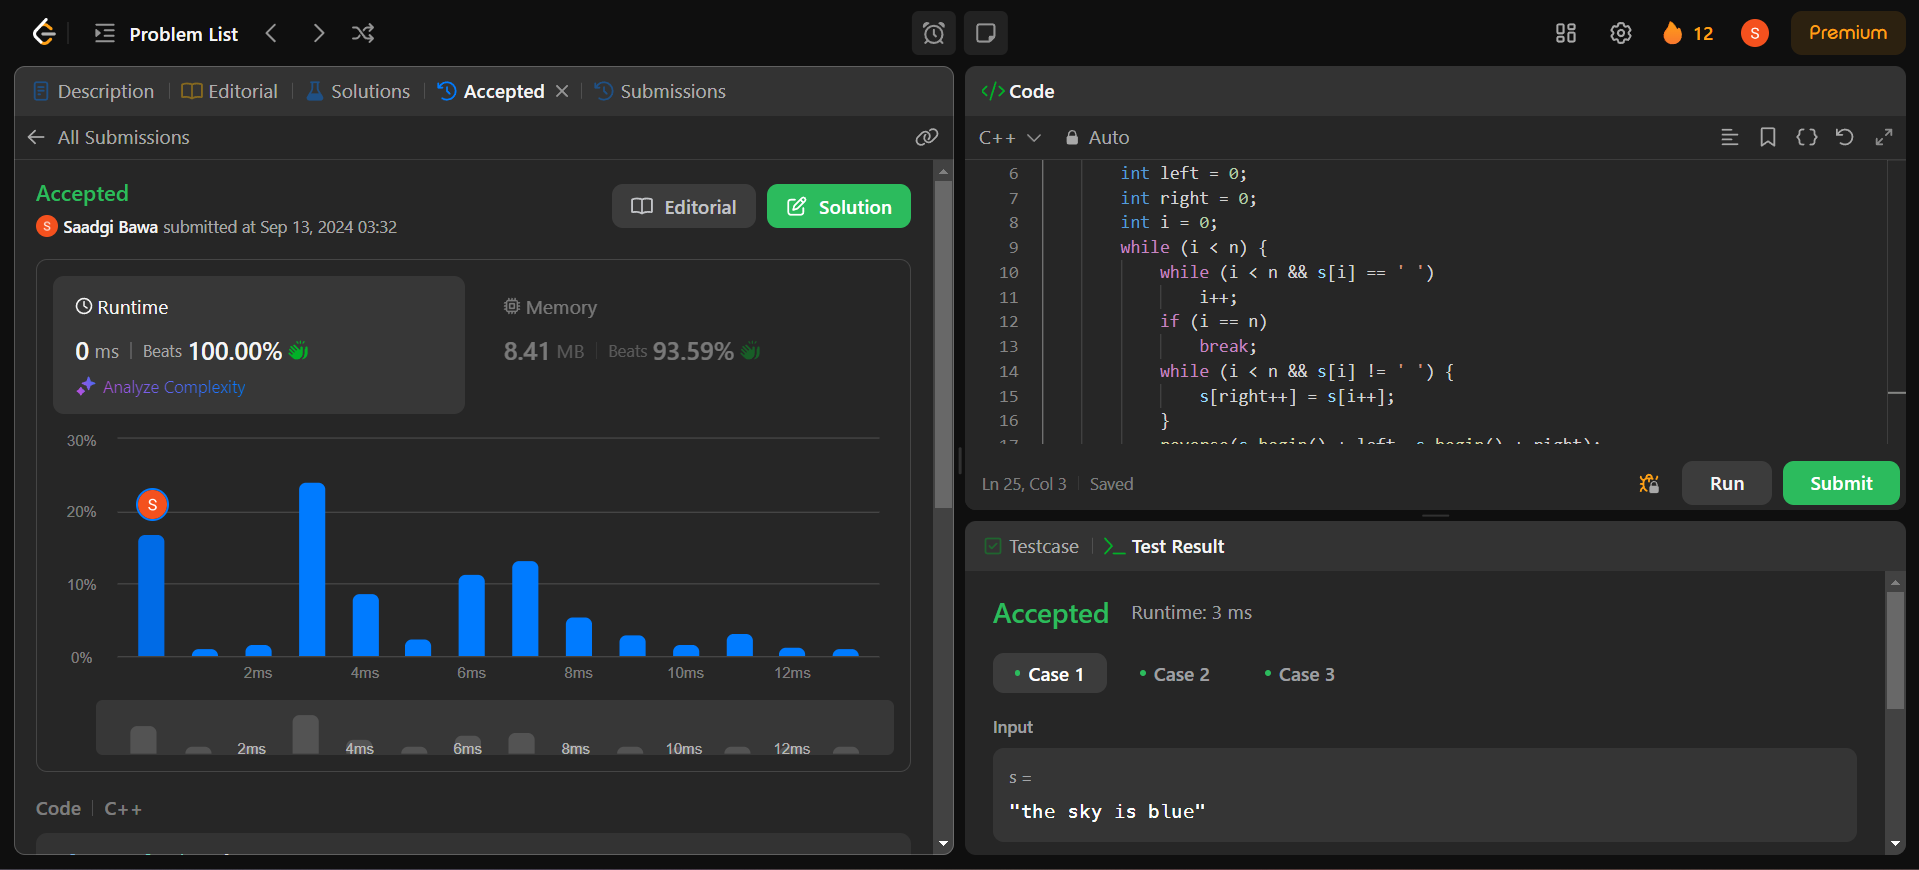 Problem List
12
S
Premium
Description
Editorial
Solutions
Accepted
Submissions
All Submissions
Accepted
Editorial
Solution
S Saadgi Bawa submitted at Sep 13, 2024 03:32
Runtime
0 ms | Beats 100.00%
Analyze Complexity
Memory
8.41 MB | Beats 93.59%
30%
20%
10%
0%
S
2ms 4ms 6ms 8ms 10ms 12ms
2ms 4ms 6ms 8ms 10ms 12ms
Code | C++
</> Code
C++ Auto
6 int left = 0;
7 int right = 0;
8 int i = 0;
9 while (i < n) {
10 while (i < n && s[i] == ' ')
11 i++;
12 if (i == n)
13 break;
14 while (i < n && s[i] != ' ') {
15 s[right++] = s[i++];
16 }
17 reverse(s.begin() + left, s.begin() + right);
Ln 25, Col 3 | Saved
Run
Submit
Testcase
Test Result
Accepted Runtime: 3 ms
Case 1
Case 2
Case 3
Input
s =
"the sky is blue"